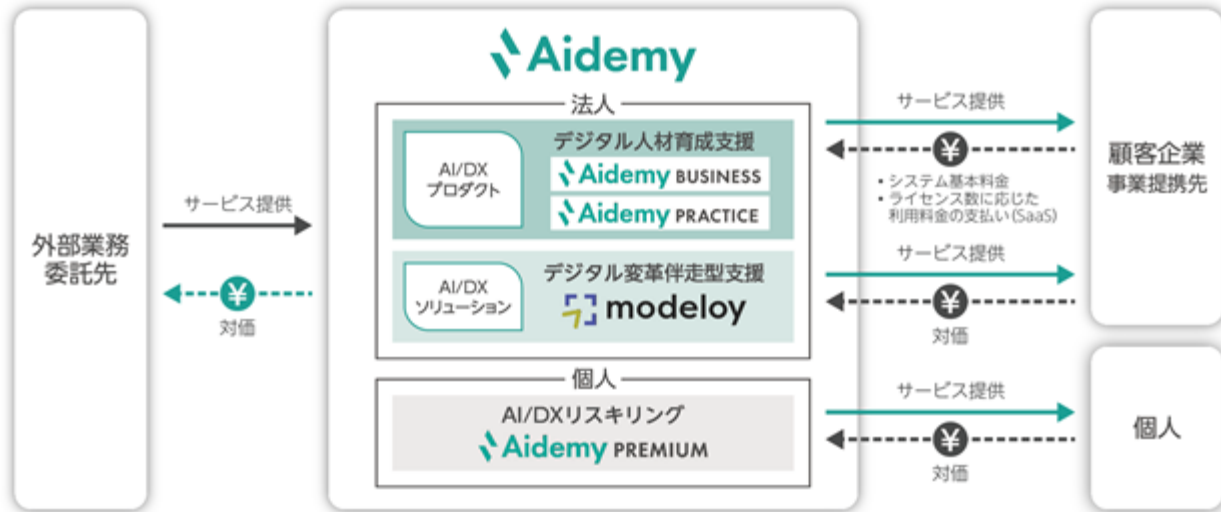 外部業務
委託先
サービス提供
¥
対価
Aidemy
法人
AI/DX
プロダクト
デジタル人材育成支援
Aidemy BUSINESS
Aidemy PRACTICE
AI/DX
ソリューション
デジタル変革伴走型支援
modeloy
個人
AI/DXリスキリング
Aidemy PREMIUM
サービス提供
¥
・システム基本料金
・ライセンス数に応じた
利用料金の支払い(SaaS)
サービス提供
¥
対価
サービス提供
¥
対価
顧客企業
事業提携先
個人